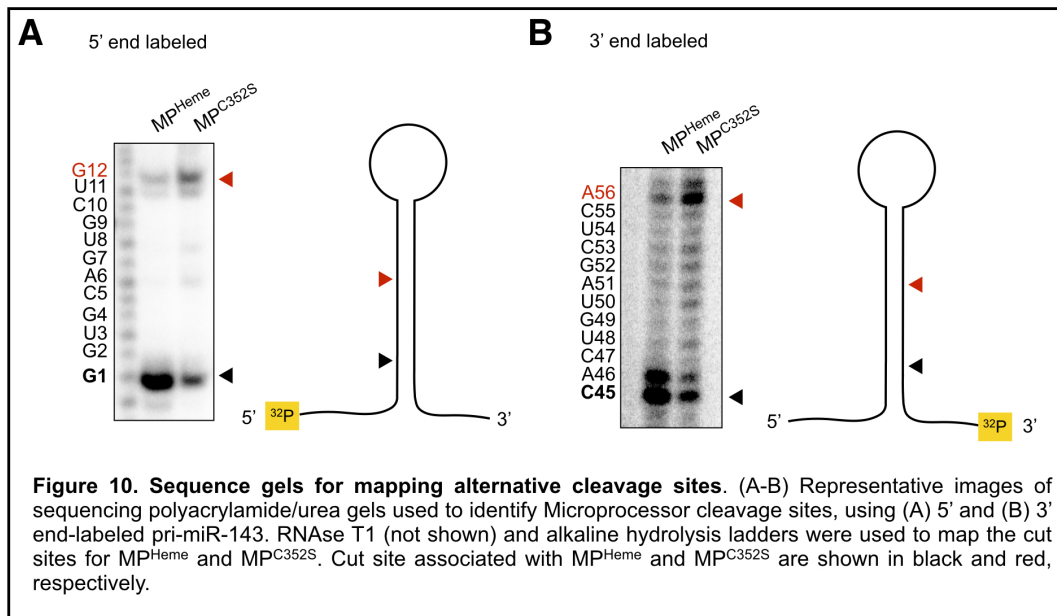 A
5’ end labeled
MP^Heme
MP^C352S
G12
U11
C10
G9
U8
G7
A6
C5
G4
U3
G2
G1
5’
32P
3’
B
3’ end labeled
MP^Heme
MP^C352S
A56
C55
U54
C53
G52
A51
U50
G49
U48
C47
A46
C45
5’
32P
3’
Figure 10. Sequence gels for mapping alternative cleavage sites. (A-B) Representative images of
sequencing polyacrylamide/urea gels used to identify Microprocessor cleavage sites, using (A) 5’ and (B) 3’
end-labeled pri-miR-143. RNAse T1 (not shown) and alkaline hydrolysis ladders were used to map the cut
sites for MP^Heme and MP^C352S. Cut site associated with MP^Heme and MP^C352S are shown in black and red,
respectively.